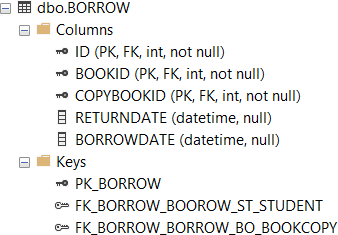 dbo.BORROW
Columns
ID (PK, FK, int, not null)
BOOKID (PK, FK, int, not null)
COPYBOOKID (PK, FK, int, not null)
RETURNDATE (datetime, null)
BORROWDATE (datetime, null)
Keys
PK_BORROW
FK_BORROW_BOOROW_ST_STUDENT
FK_BORROW_BORROW_BO_BOOKCOPY